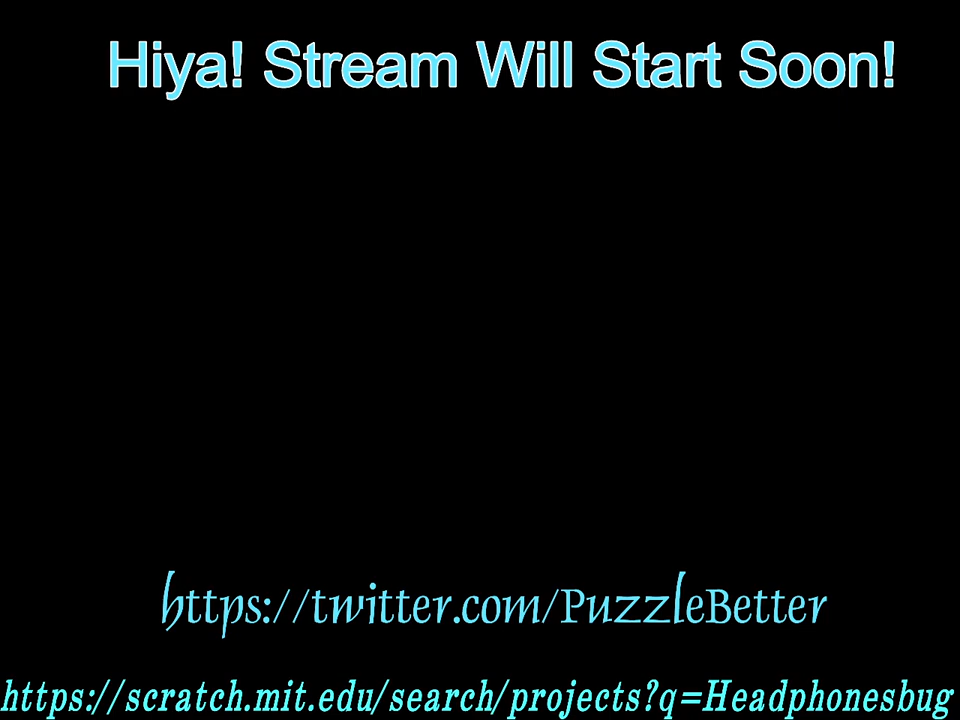 Hiya! Stream Will Start Soon!
https://twitter.com/PuzzleBetter
https://scratch.mit.edu/search/projects?q=Headphonesbug